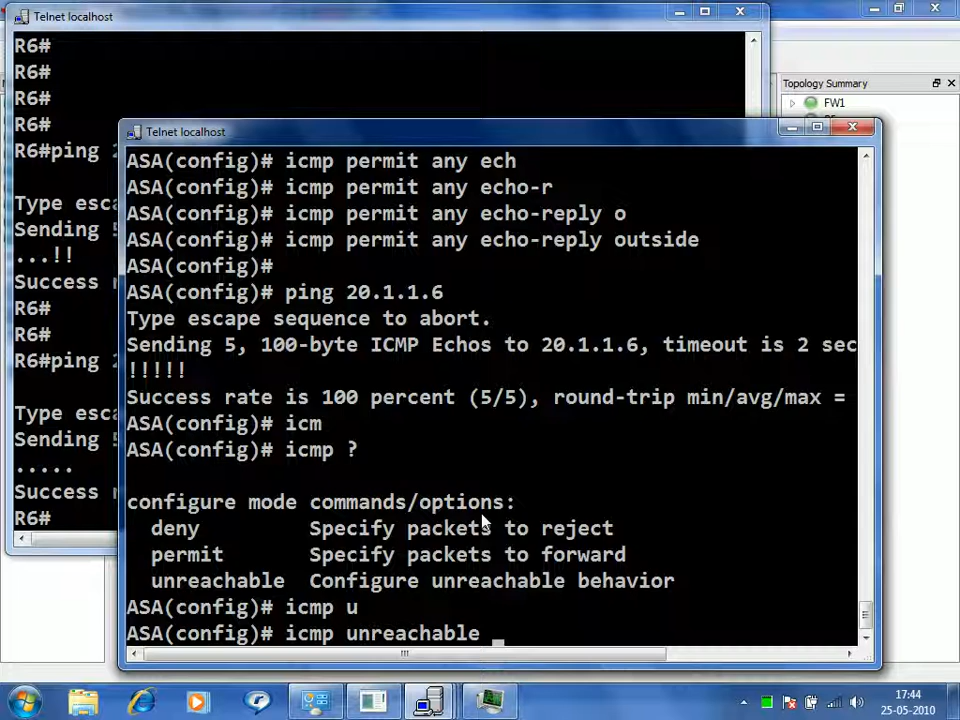 Telnet localhost
R6#
R6#
R6#
R6#
R6#ping
Type esc
Sending
...!!
Success
R6#
R6#
R6#ping
Type esc
Sending
.....
Success
R6#
Topology Summary
FW1
Telnet localhost
ASA(config)# icmp permit any ech
ASA(config)# icmp permit any echo-r
ASA(config)# icmp permit any echo-reply o
ASA(config)# icmp permit any echo-reply outside
ASA(config)#
ASA(config)# ping 20.1.1.6
Type escape sequence to abort.
Sending 5, 100-byte ICMP Echos to 20.1.1.6, timeout is 2 sec
!!!!!
Success rate is 100 percent (5/5), round-trip min/avg/max =
ASA(config)# icm
ASA(config)# icmp ?
configure mode commands/options:
deny Specify packets to reject
permit Specify packets to forward
unreachable Configure unreachable behavior
ASA(config)# icmp u
ASA(config)# icmp unreachable
17:44
25-05-2010